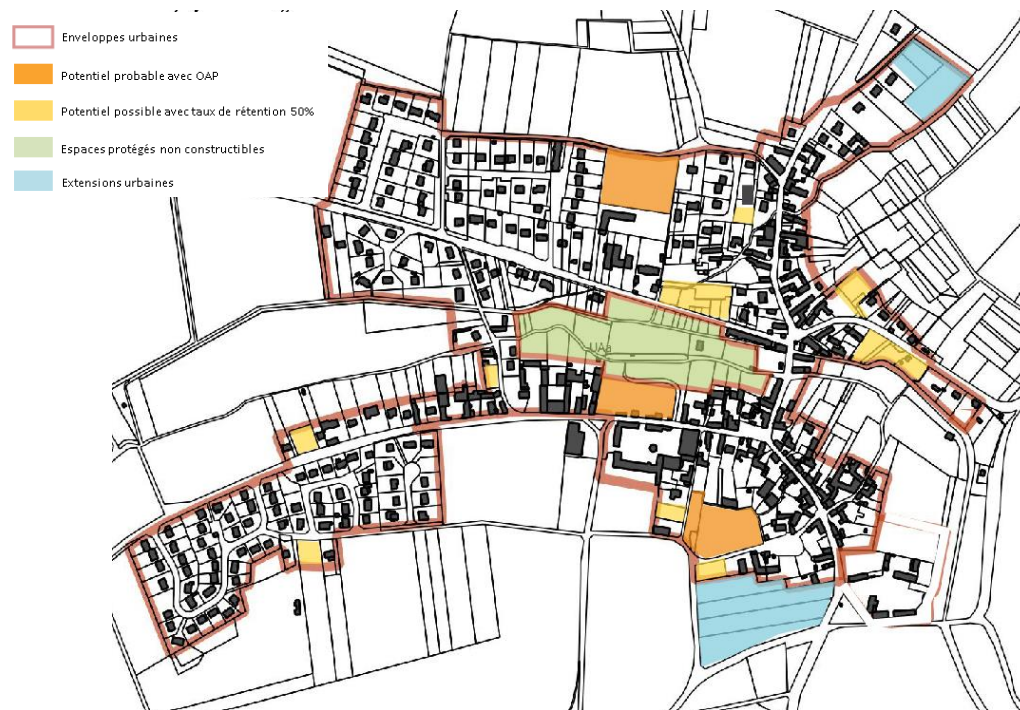 Enveloppes urbaines
Potentiel probable avec OAP
Potentiel possible avec taux de rétention 50%
Espaces protégés non constructibles
Extensions urbaines
UAa